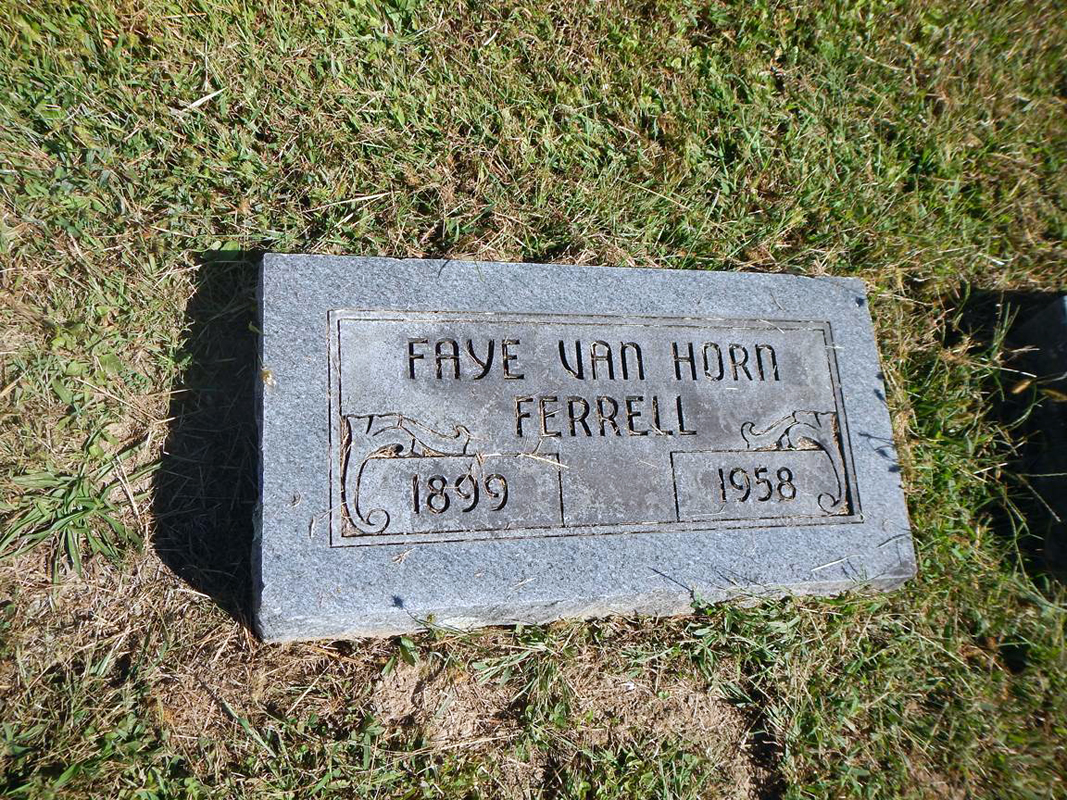 FAYE VAN HORN
FERRELL
1899 1958